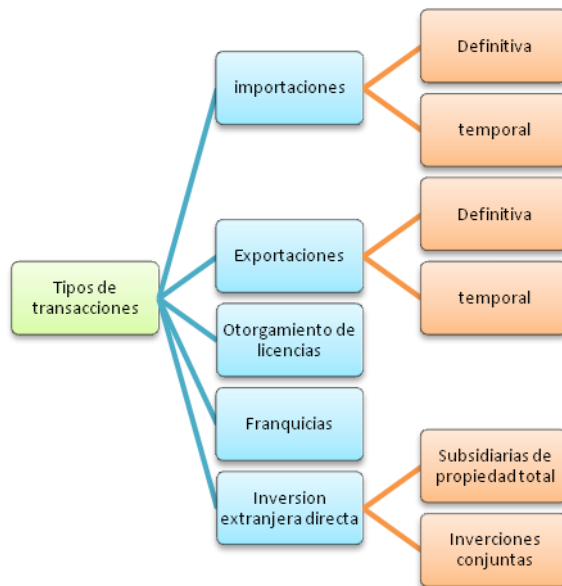 Tipos de
transacciones
importaciones
Definitiva
temporal
Exportaciones
Definitiva
temporal
Otorgamiento de
licencias
Franquicias
Inversion
extranjera directa
Subsidiarias de
propiedad total
Inverciones
conjuntas